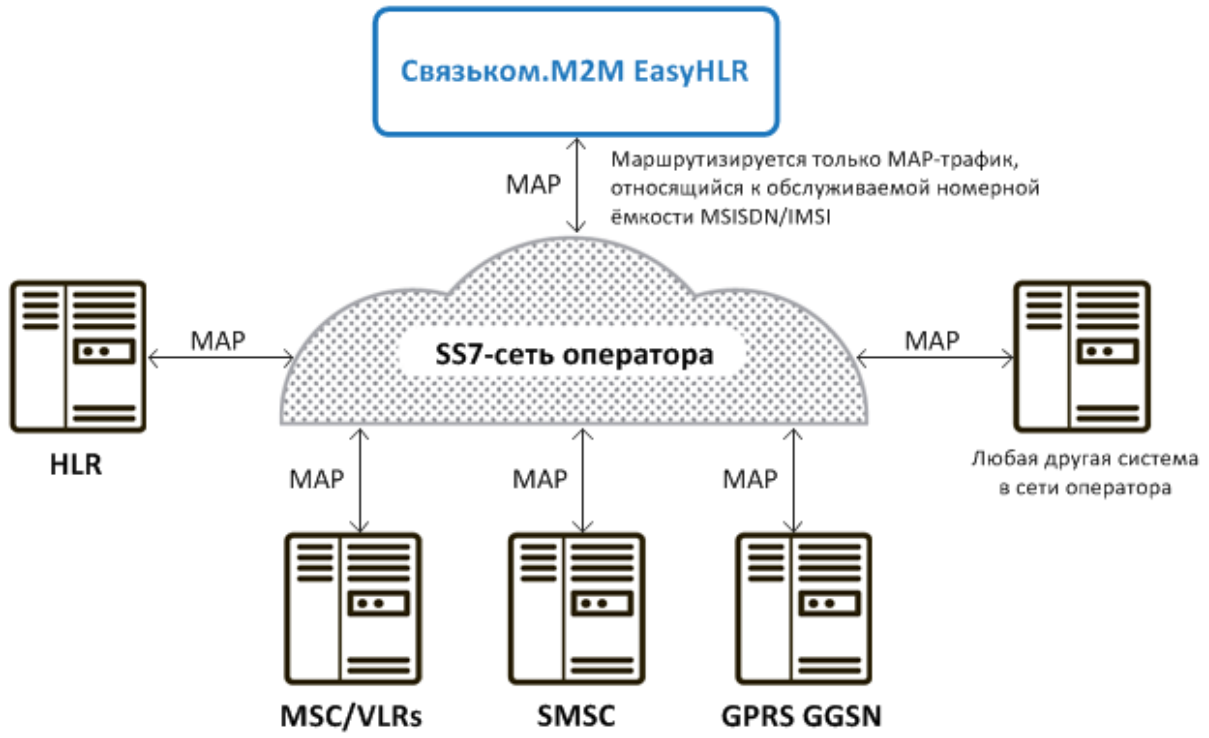 Связьком.M2M EasyHLR
MAP
Маршрутизируется только MAP-трафик,
относящийся к обслуживаемой номерной
ёмкости MSISDN/IMSI
MAP
SS7-сеть оператора
MAP
HLR
Любая другая система
в сети оператора
MAP
MAP
MAP
MSC/VLRs
SMSC
GPRS GGSN